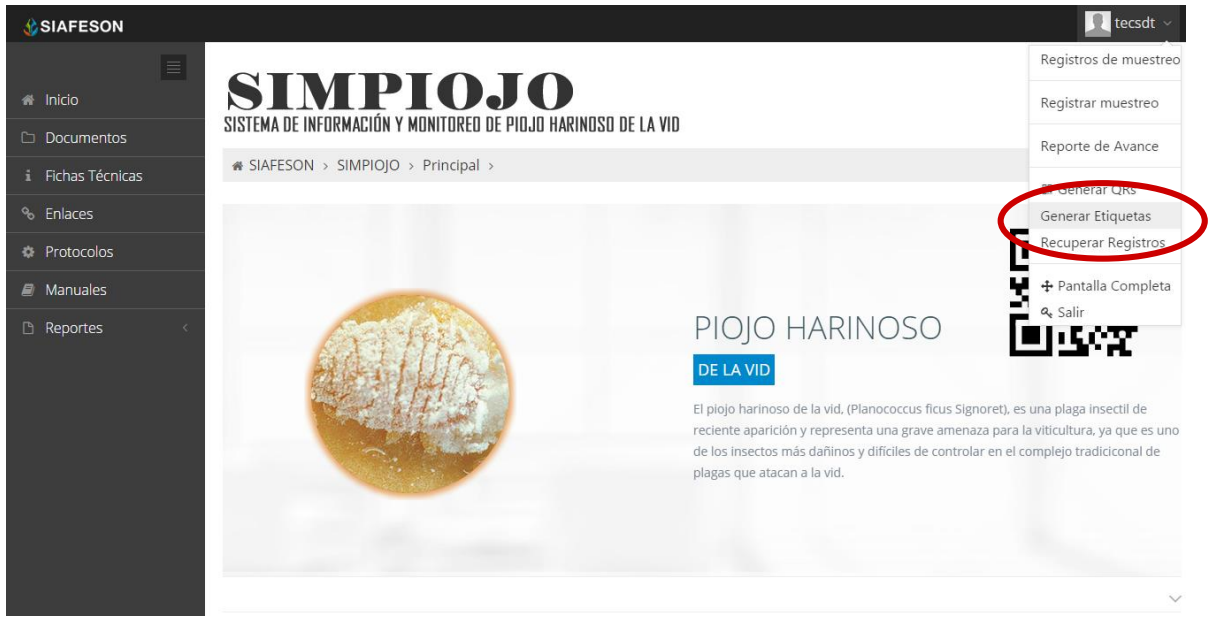 SIAFESON
tecsdt
Inicio
Documentos
Fichas Técnicas
Enlaces
Protocolos
Manuales
Reportes
SIMPIOJO
SISTEMA DE INFORMACIÓN Y MONITOREO DE PIOJO HARINOSO DE LA VID
SIAFESON > SIMPIOJO > Principal >
Registros de muestreo
Registrar muestreo
Reporte de Avance
Generar QRs
Generar Etiquetas
Recuperar Registros
Pantalla Completa
Salir
PIOJO HARINOSO
DE LA VID
El piojo harinoso de la vid, (Planococcus ficus Signoret), es una plaga insectil de
reciente aparición y representa una grave amenaza para la viticultura, ya que es uno
de los insectos más dañinos y difíciles de controlar en el complejo tradiciconal de
plagas que atacan a la vid.